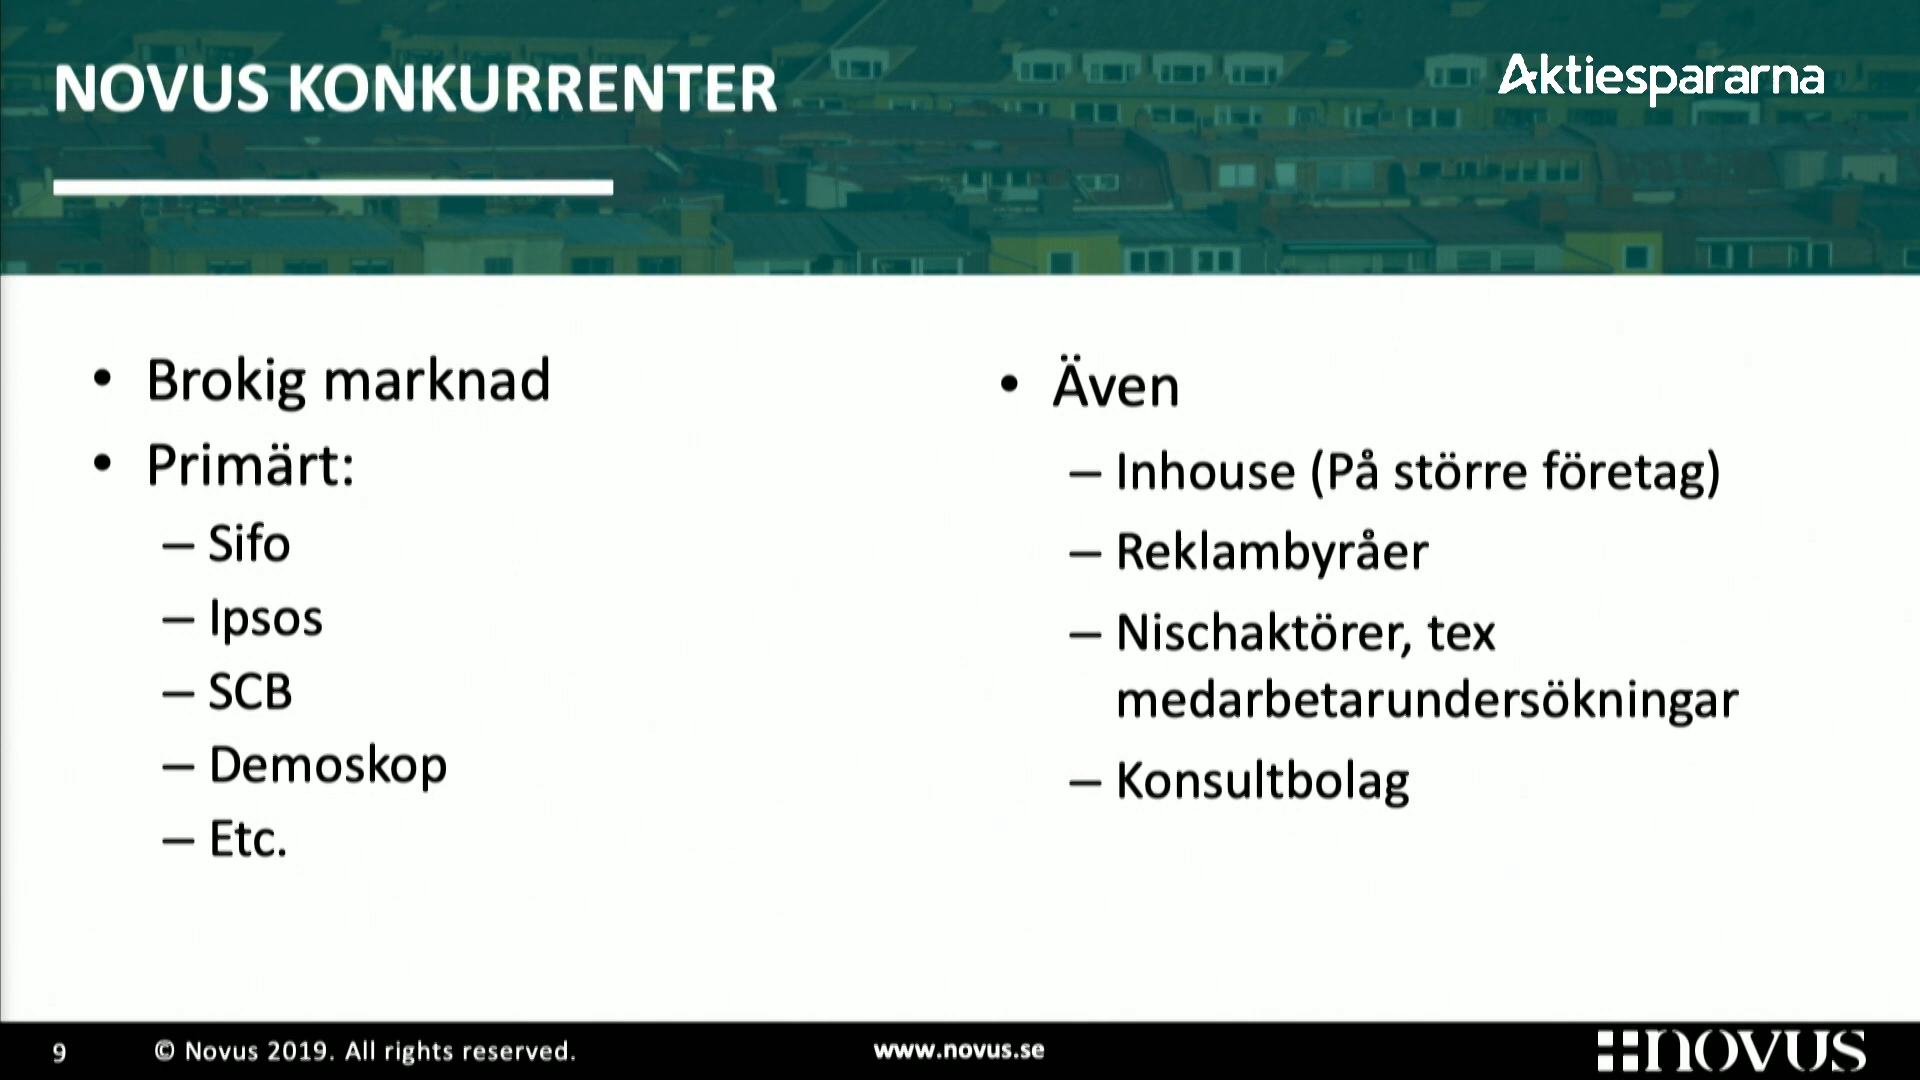 NOVUS KONKURRENTER
Aktiespararna
• Brokig marknad
• Primärt:
– Sifo
– Ipsos
– SCB
– Demoskop
– Etc.
• Även
– Inhouse (På större företag)
– Reklambyråer
– Nischaktörer, tex
medarbetarundersökningar
– Konsultbolag
9
© Novus 2019. All rights reserved.
www.novus.se
novus